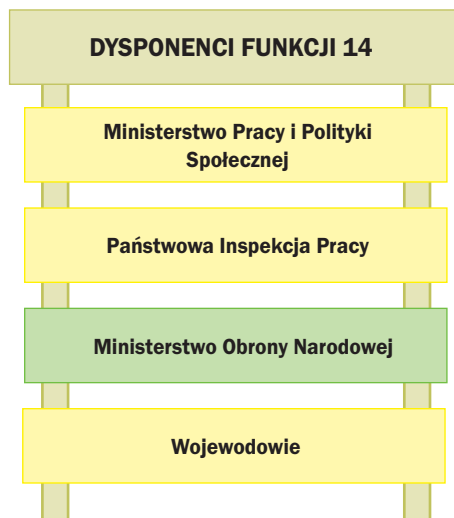 DYSPONENCI FUNKCJI 14
Ministerstwo Pracy i Polityki
Społecznej
Państwowa Inspekcja Pracy
Ministerstwo Obrony Narodowej
Wojewodowie